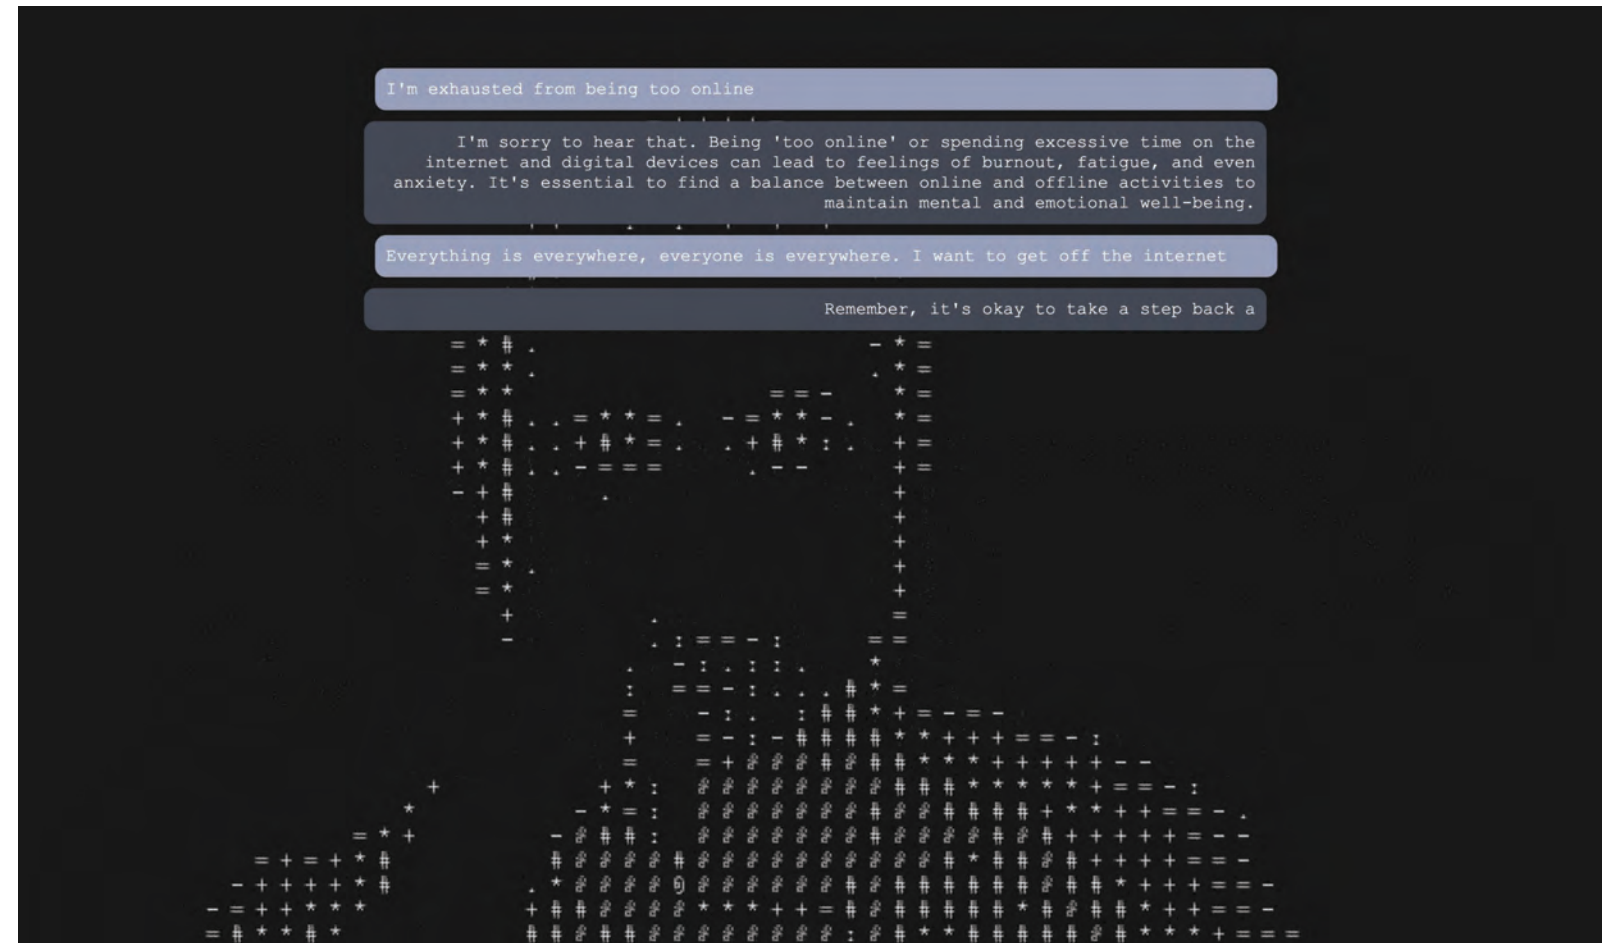 I'm exhausted from being too online
I'm sorry to hear that. Being 'too online' or spending excessive time on the
internet and digital devices can lead to feelings of burnout, fatigue, and even
anxiety. It's essential to find a balance between online and offline activities to
maintain mental and emotional well-being.
Everything is everywhere, everyone is everywhere. I want to get off the internet
Remember, it's okay to take a step back a